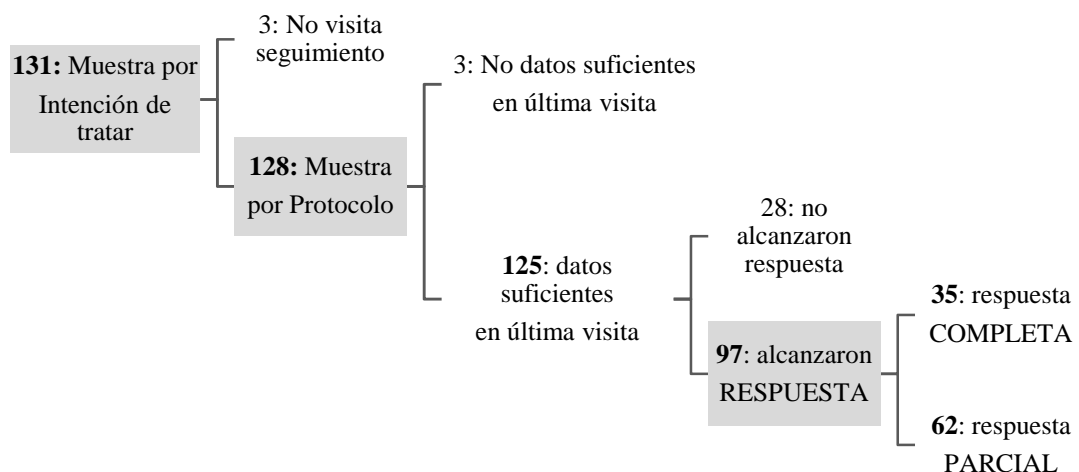 131: Muestra por
Intención de
tratar
3: No visita
seguimiento
128: Muestra
por Protocolo
3: No datos suficientes
en última visita
125: datos
suficientes
en última visita
28: no
alcanzaron
respuesta
97: alcanzaron
RESPUESTA
35: respuesta
COMPLETA
62: respuesta
PARCIAL